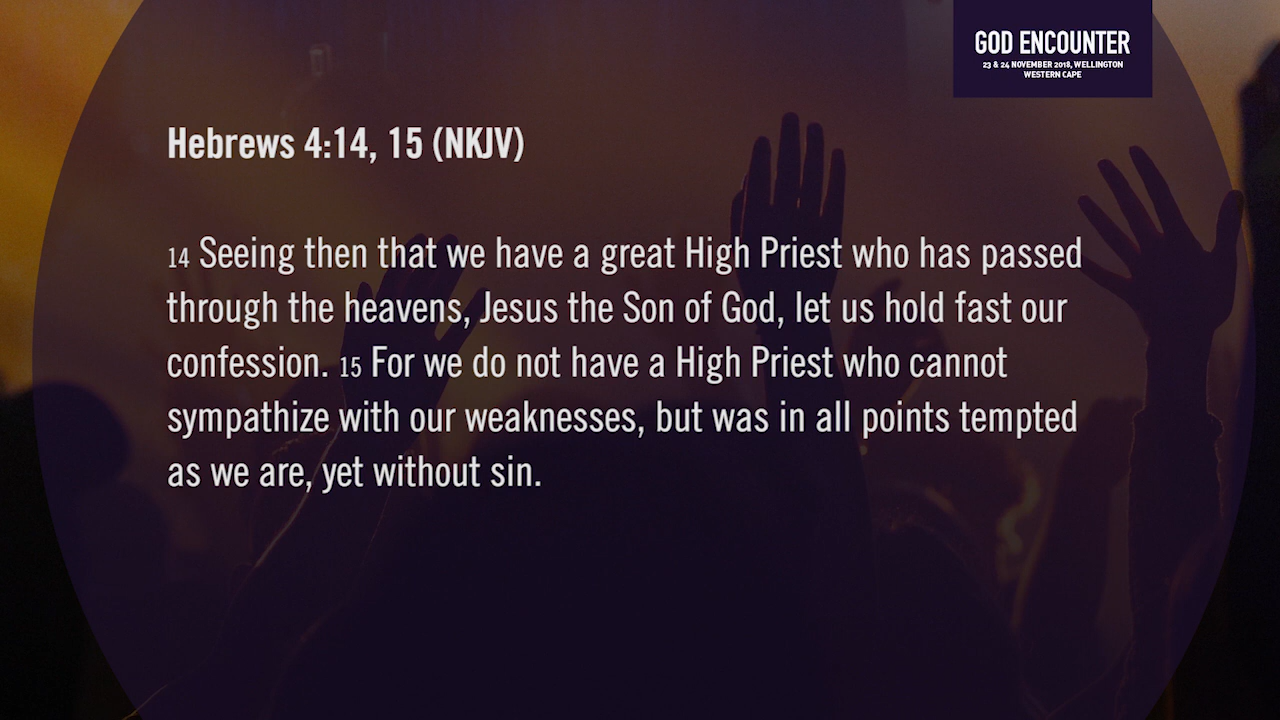 GOD ENCOUNTER
23 & 24 NOVEMBER 2018, WELLINGTON
WESTERN CAPE
Hebrews 4:14, 15 (NKJV)
14 Seeing then that we have a great High Priest who has passed
through the heavens, Jesus the Son of God, let us hold fast our
confession. 15 For we do not have a High Priest who cannot
sympathize with our weaknesses, but was in all points tempted
as we are, yet without sin.